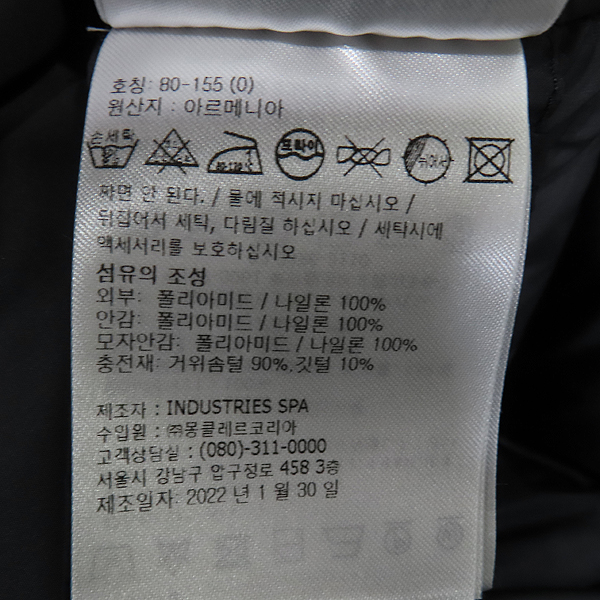 호칭: 80-155 (0)
원산지 : 아르메니아
손세탁 80-120℃ 드라이 뉘어서
짜면 안 된다. / 물에 적시지 마십시오 /
뒤집어서 세탁, 다림질 하십시오 / 세탁시에
액세서리를 보호하십시오
섬유의 조성
외부: 폴리아미드 / 나일론 100%
안감: 폴리아미드 / 나일론 100%
모자안감: 폴리아미드 / 나일론 100%
충전재: 거위솜털 90%,깃털 10%
제조자 : INDUSTRIES SPA
수입원 : ㈜몽클레르코리아
고객상담실 : (080)-311-0000
서울시 강남구 압구정로 458 3층
제조일자: 2022 년 1 월 30 일